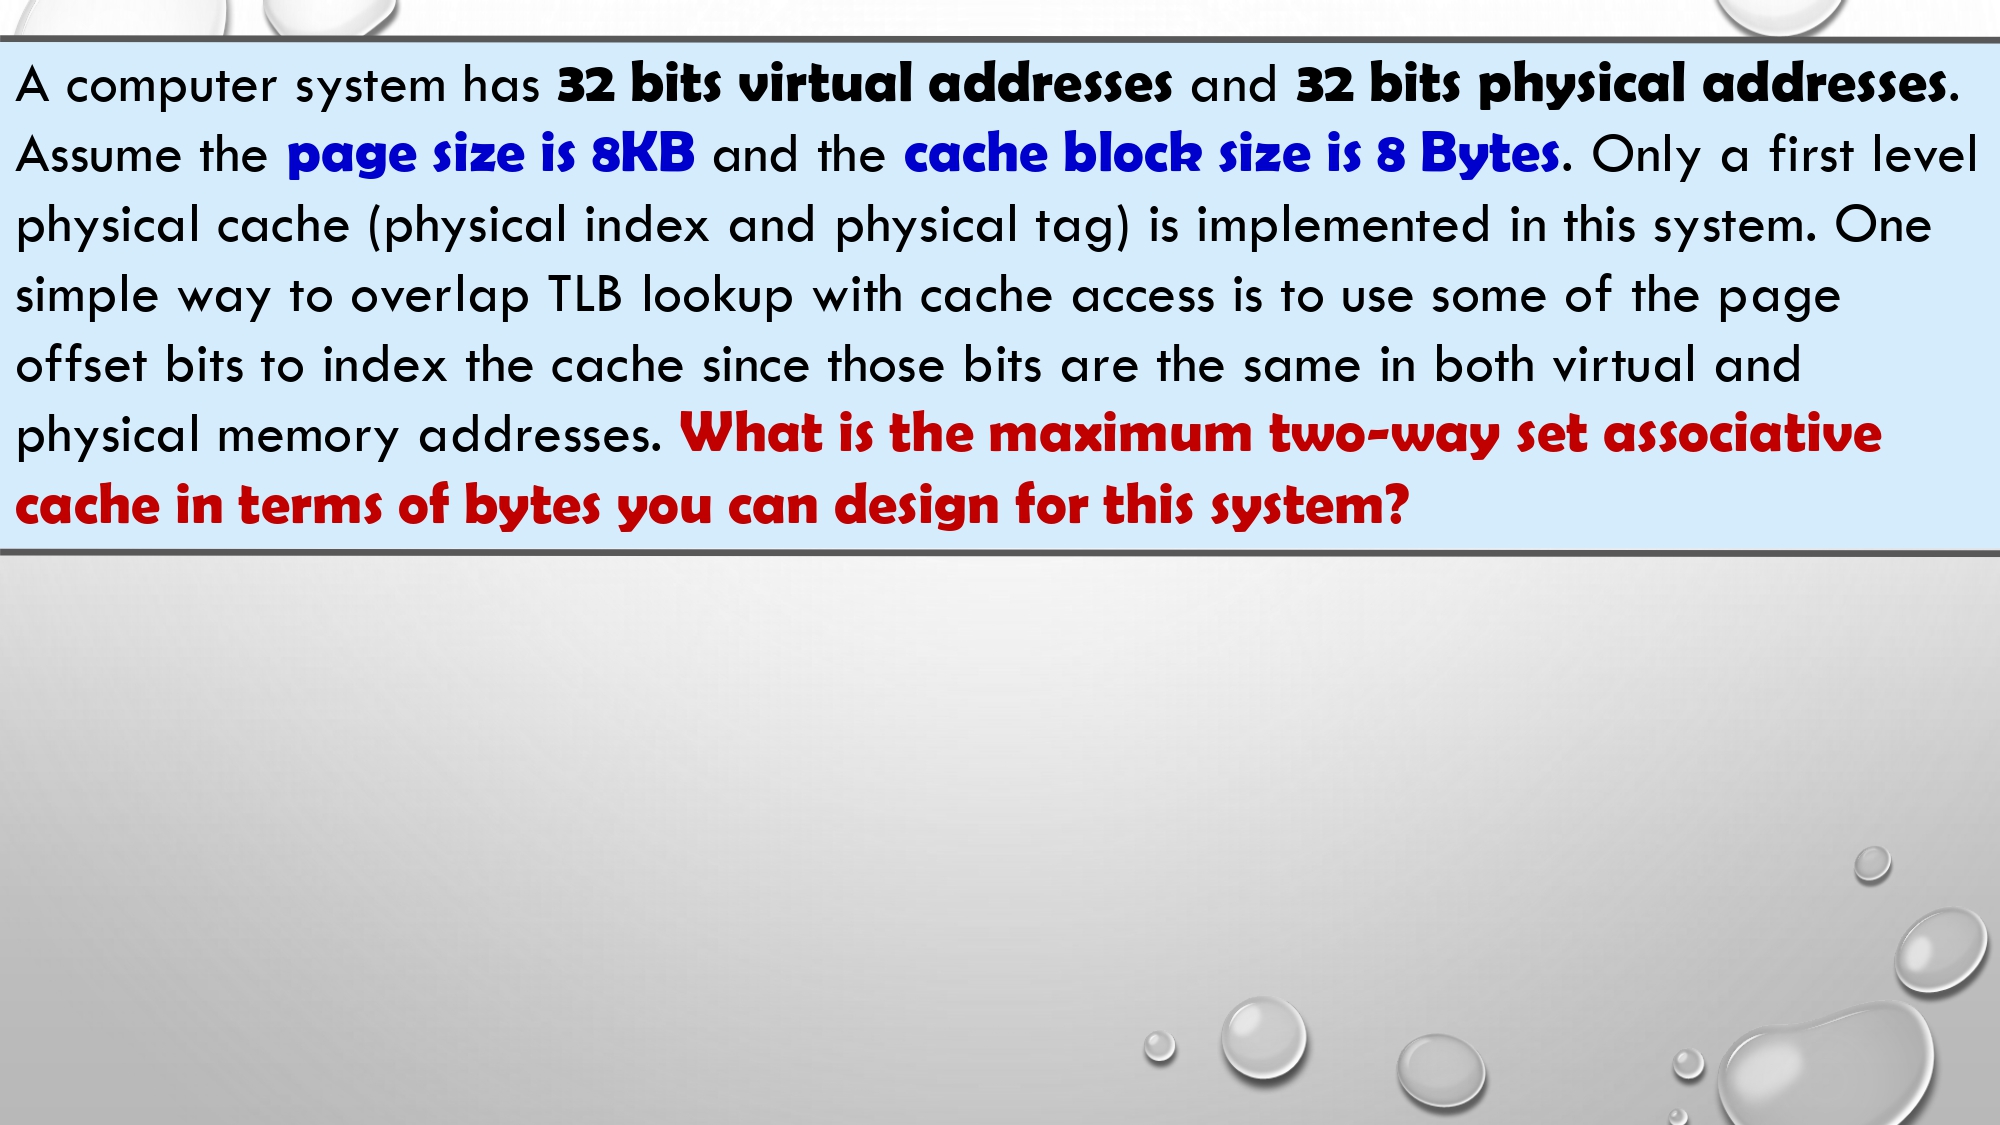 A computer system has 32 bits virtual addresses and 32 bits physical addresses.
Assume the page size is 8KB and the cache block size is 8 Bytes. Only a first level
physical cache (physical index and physical tag) is implemented in this system. One
simple way to overlap TLB lookup with cache access is to use some of the page
offset bits to index the cache since those bits are the same in both virtual and
physical memory addresses. What is the maximum two-way set associative
cache in terms of bytes you can design for this system?